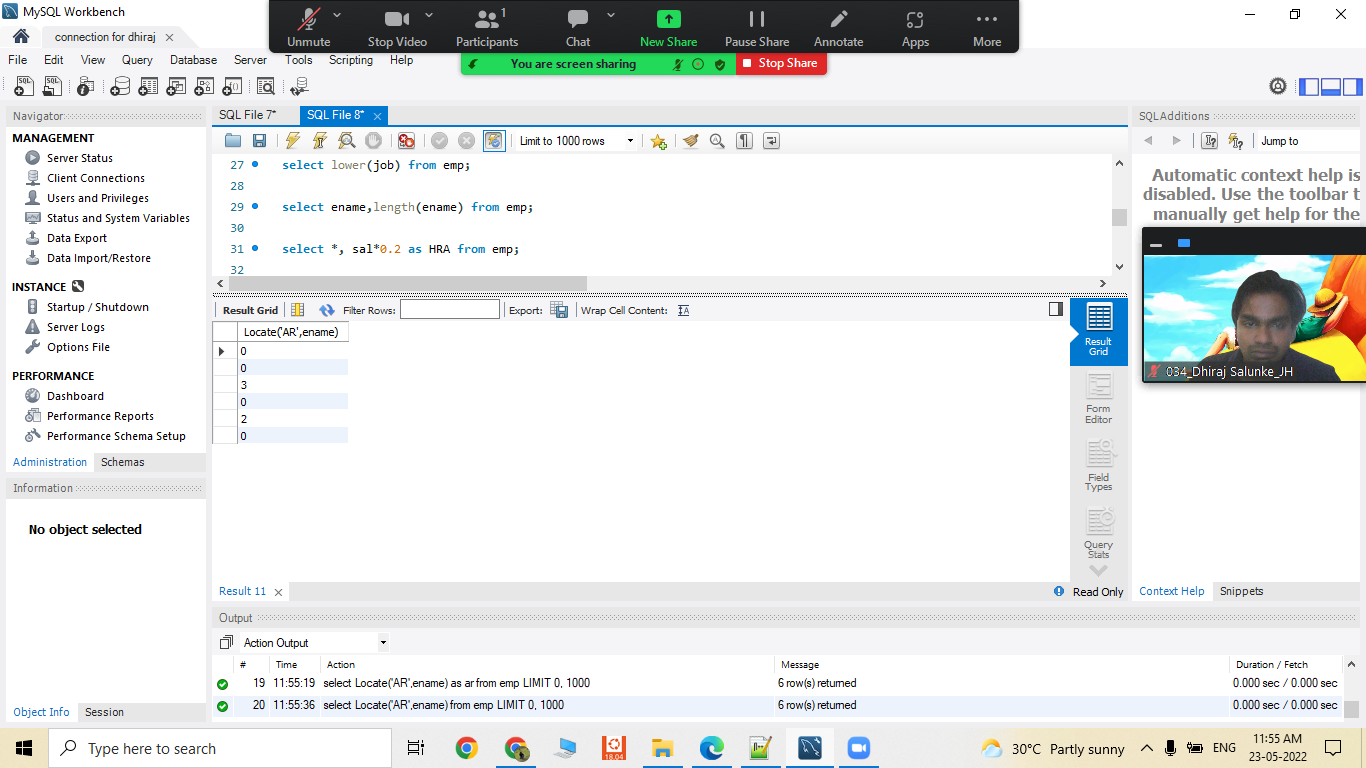 MySQL Workbench
Unmute
Stop Video
1
Participants
Chat
New Share
Pause Share
Annotate
Apps
More
You are screen sharing
Stop Share
connection for dhiraj
File Edit View Query Database Server Tools Scripting Help
Navigator
MANAGEMENT
Server Status
Client Connections
Users and Privileges
Status and System Variables
Data Export
Data Import/Restore
INSTANCE
Startup / Shutdown
Server Logs
Options File
PERFORMANCE
Dashboard
Performance Reports
Performance Schema Setup
Administration Schemas
Information
No object selected
Object Info Session
SQL File 7* SQL File 8*
Limit to 1000 rows
27 select lower(job) from emp;
28
29 select ename,length(ename) from emp;
30
31 select *, sal*0.2 as HRA from emp;
32
Result Grid Filter Rows: Export: Wrap Cell Content:
Locate('AR',ename)
0
0
3
0
2
0
Result Grid
Form Editor
Field Types
Query Stats
Result 11
Read Only
SQLAdditions
Jump to
Automatic context help is
disabled. Use the toolbar t
manually get help for the
034_Dhiraj Salunke_JH
Context Help Snippets
Output
Action Output
# Time Action Message Duration / Fetch
19 11:55:19 select Locate('AR',ename) as ar from emp LIMIT 0, 1000 6 row(s) returned 0.000 sec / 0.000 sec
20 11:55:36 select Locate('AR',ename) from emp LIMIT 0, 1000 6 row(s) returned 0.000 sec / 0.000 sec
Type here to search
18.04
30°C Partly sunny
ENG
11:55 AM
23-05-2022